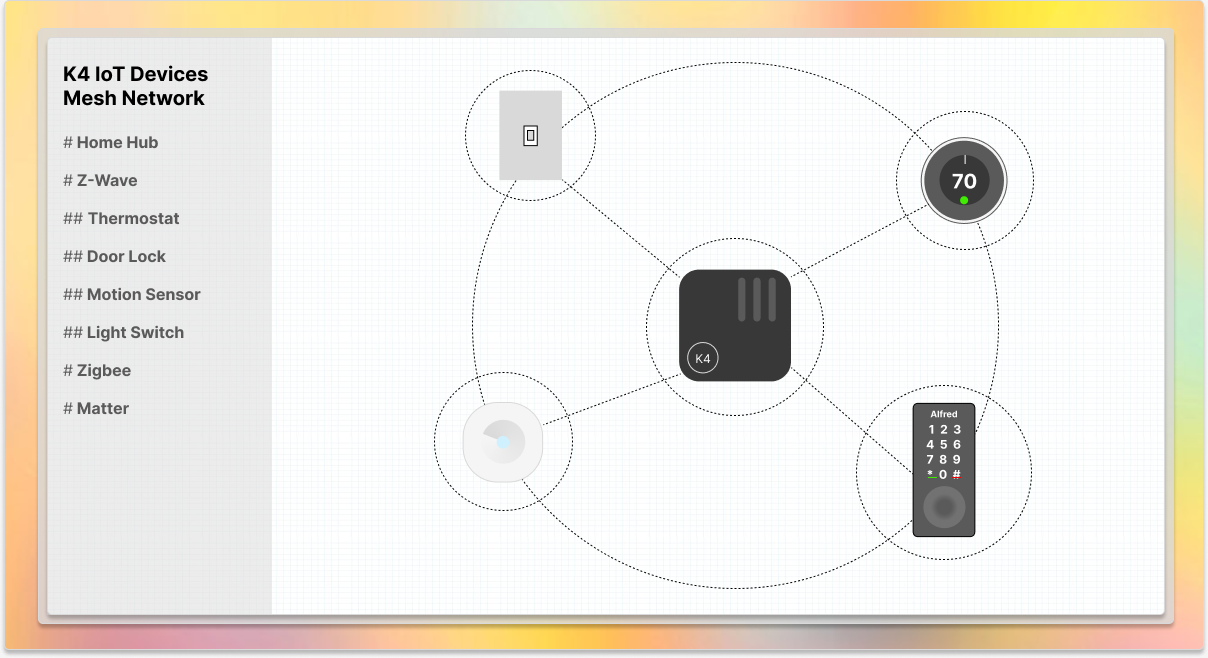 K4 IoT Devices
Mesh Network
# Home Hub
# Z-Wave
## Thermostat
## Door Lock
## Motion Sensor
## Light Switch
# Zigbee
# Matter
70
K4
Alfred
1 2 3
4 5 6
7 8 9
* 0 #